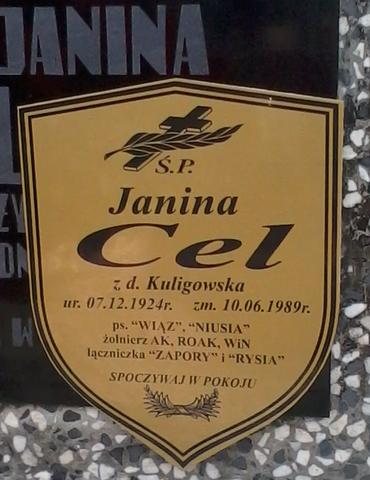 JANINA
Ś.P.
Janina
Cel
z d. Kuligowska
ur. 07.12.1924r. zm. 10.06.1989r.
ps. “WIĄZ”, “NIUSIA”
żołnierz AK, ROAK, WiN
łączniczka “ZAPORY” i “RYSIA”
SPOCZYWAJ W POKOJU